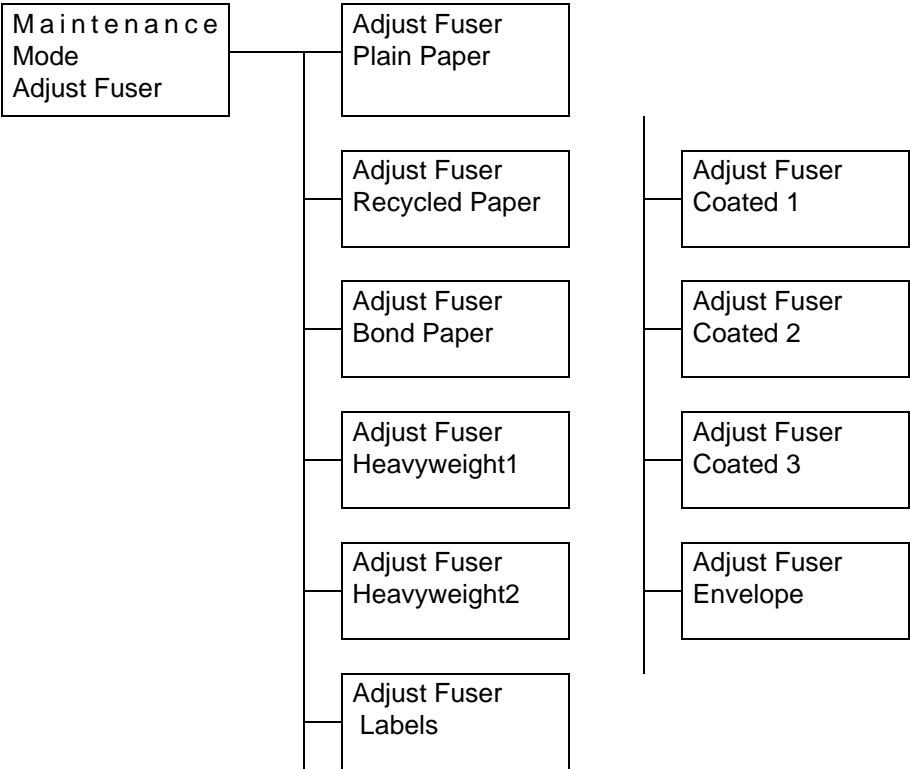 Maintenance
Mode
Adjust Fuser
Adjust Fuser
Plain Paper
Adjust Fuser
Recycled Paper
Adjust Fuser
Bond Paper
Adjust Fuser
Heavyweight1
Adjust Fuser
Heavyweight2
Adjust Fuser
Labels
Adjust Fuser
Coated 1
Adjust Fuser
Coated 2
Adjust Fuser
Coated 3
Adjust Fuser
Envelope